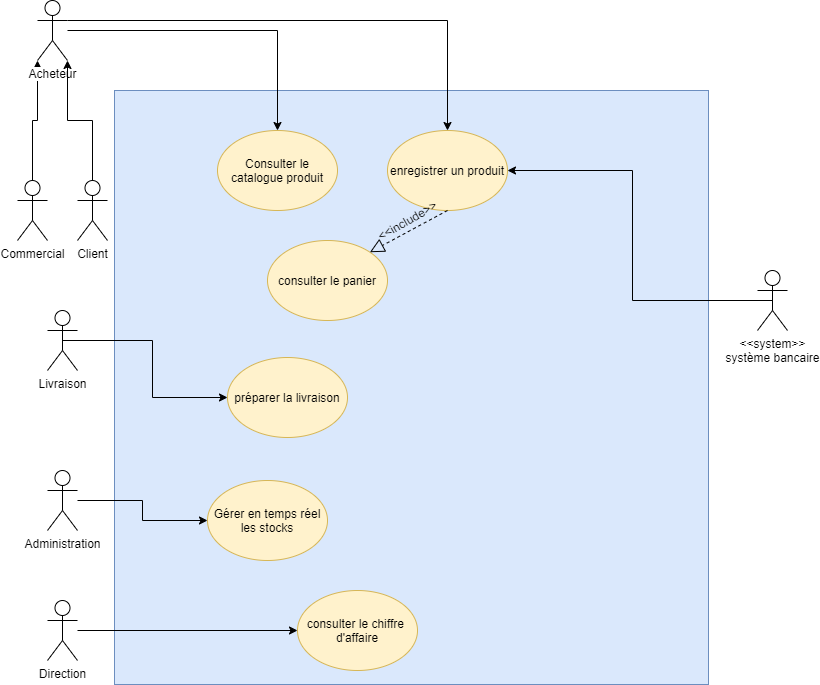 Acheteur
Consulter le
catalogue produit
enregistrer un produit
<<include>>
Commercial
Client
consulter le panier
<<system>>
système bancaire
Livraison
préparer la livraison
Gérer en temps réel
les stocks
Administration
consulter le chiffre
d'affaire
Direction